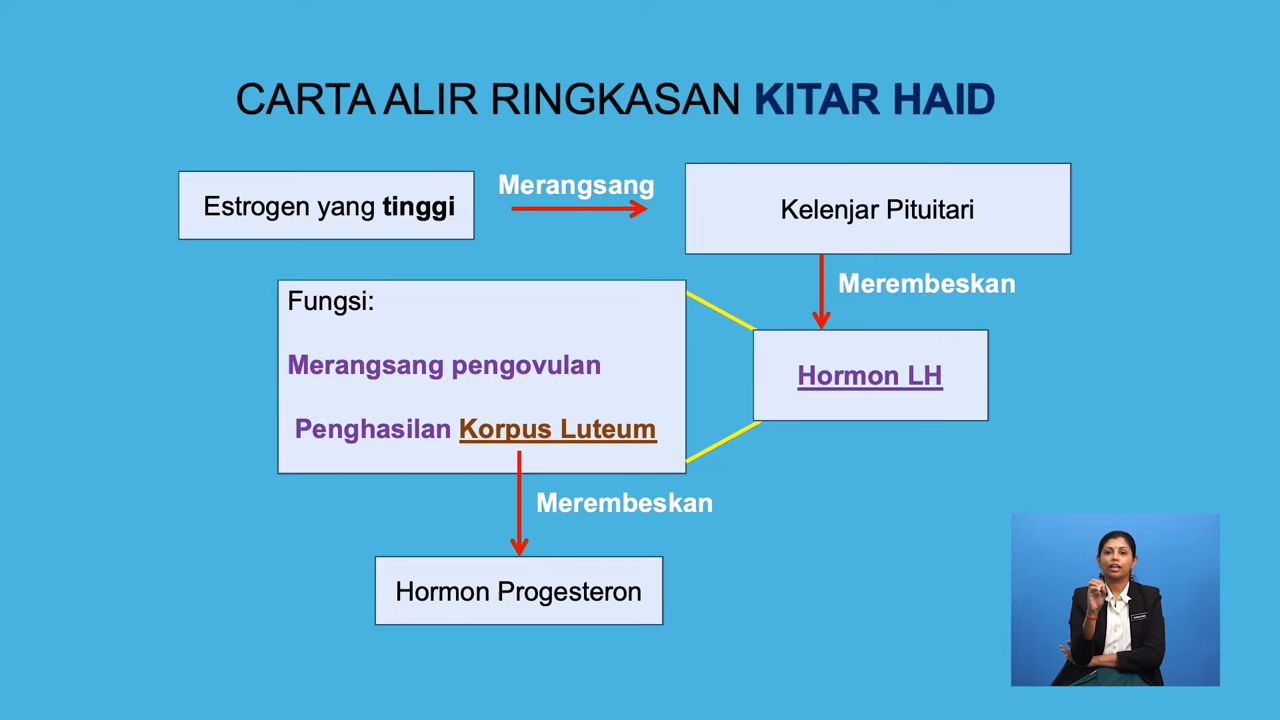 CARTA ALIR RINGKASAN KITAR HAID
Estrogen yang tinggi
Merangsang
Kelenjar Pituitari
Merembeskan
Hormon LH
Fungsi:
Merangsang pengovulan
Penghasilan Korpus Luteum
Merembeskan
Hormon Progesteron